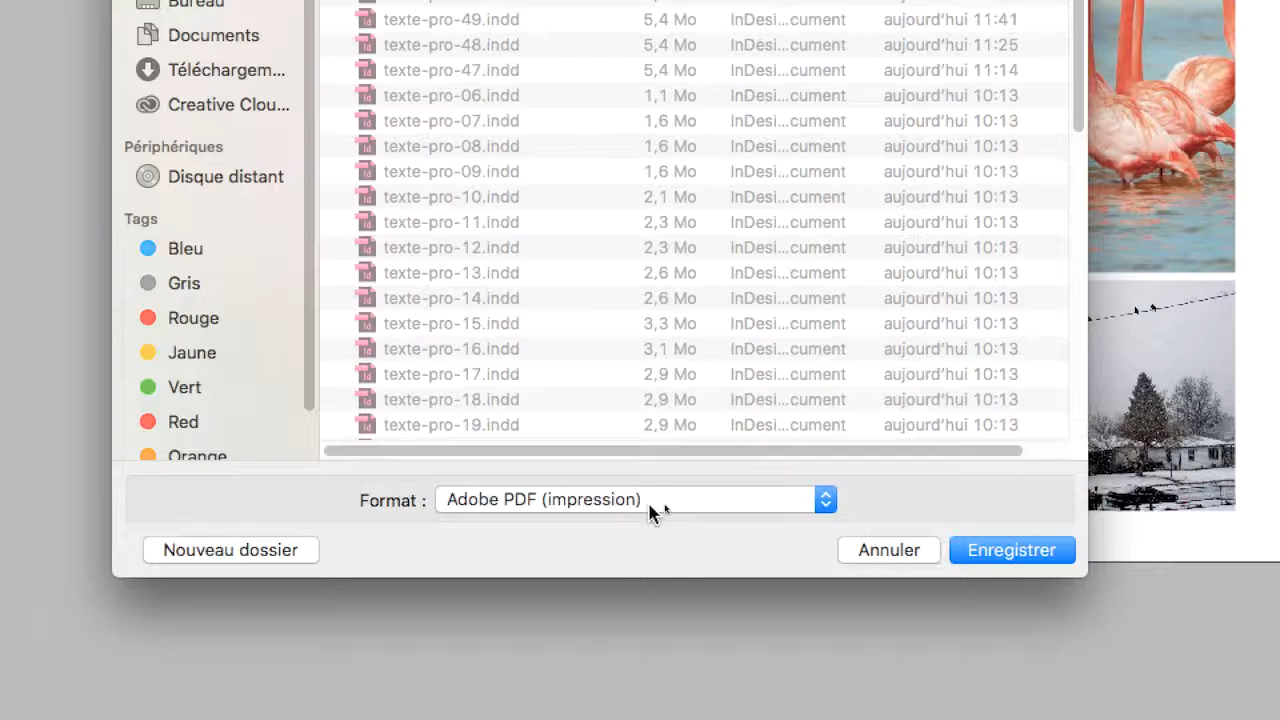 Bureau
Documents
Téléchargem...
Creative Clou...
Périphériques
Disque distant
Tags
Bleu
Gris
Rouge
Jaune
Vert
Red
Orange
texte-pro-49.indd 5,4 Mo InDesi...cument aujourd'hui 11:41
texte-pro-48.indd 5,4 Mo InDesi...cument aujourd'hui 11:25
texte-pro-47.indd 5,4 Mo InDesi...cument aujourd'hui 11:14
texte-pro-06.indd 1,1 Mo InDesi...cument aujourd'hui 10:13
texte-pro-07.indd 1,6 Mo InDesi...cument aujourd'hui 10:13
texte-pro-08.indd 1,6 Mo InDesi...cument aujourd'hui 10:13
texte-pro-09.indd 1,6 Mo InDesi...cument aujourd'hui 10:13
texte-pro-10.indd 2,1 Mo InDesi...cument aujourd'hui 10:13
texte-pro-11.indd 2,3 Mo InDesi...cument aujourd'hui 10:13
texte-pro-12.indd 2,3 Mo InDesi...cument aujourd'hui 10:13
texte-pro-13.indd 2,6 Mo InDesi...cument aujourd'hui 10:13
texte-pro-14.indd 2,6 Mo InDesi...cument aujourd'hui 10:13
texte-pro-15.indd 3,3 Mo InDesi...cument aujourd'hui 10:13
texte-pro-16.indd 3,1 Mo InDesi...cument aujourd'hui 10:13
texte-pro-17.indd 2,9 Mo InDesi...cument aujourd'hui 10:13
texte-pro-18.indd 2,9 Mo InDesi...cument aujourd'hui 10:13
texte-pro-19.indd 2,9 Mo InDesi...cument aujourd'hui 10:13
Format : Adobe PDF (impression)
Nouveau dossier
Annuler
Enregistrer